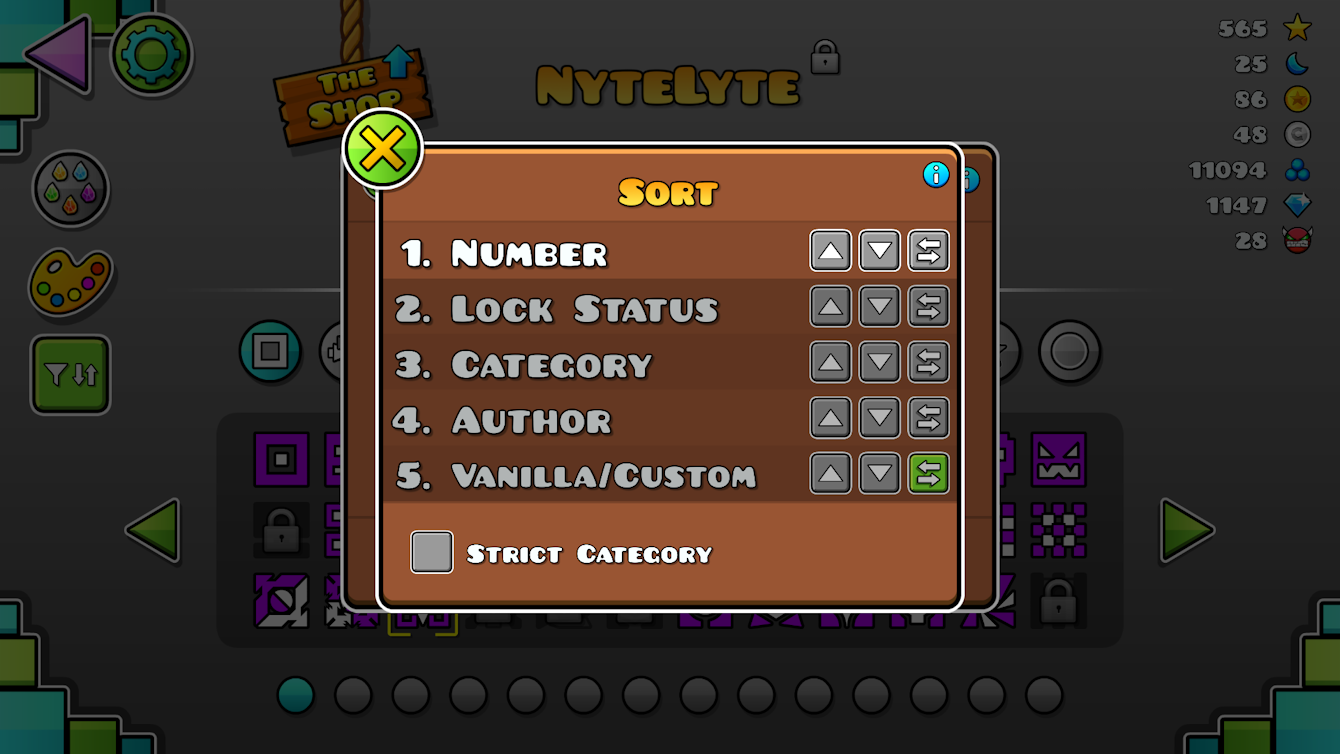 THE
SHOP
NYTELYTE
565
25
86
48
11094
1147
28
SORT
1. NUMBER
2. LOCK STATUS
3. CATEGORY
4. AUTHOR
5. VANILLA/CUSTOM
STRICT CATEGORY